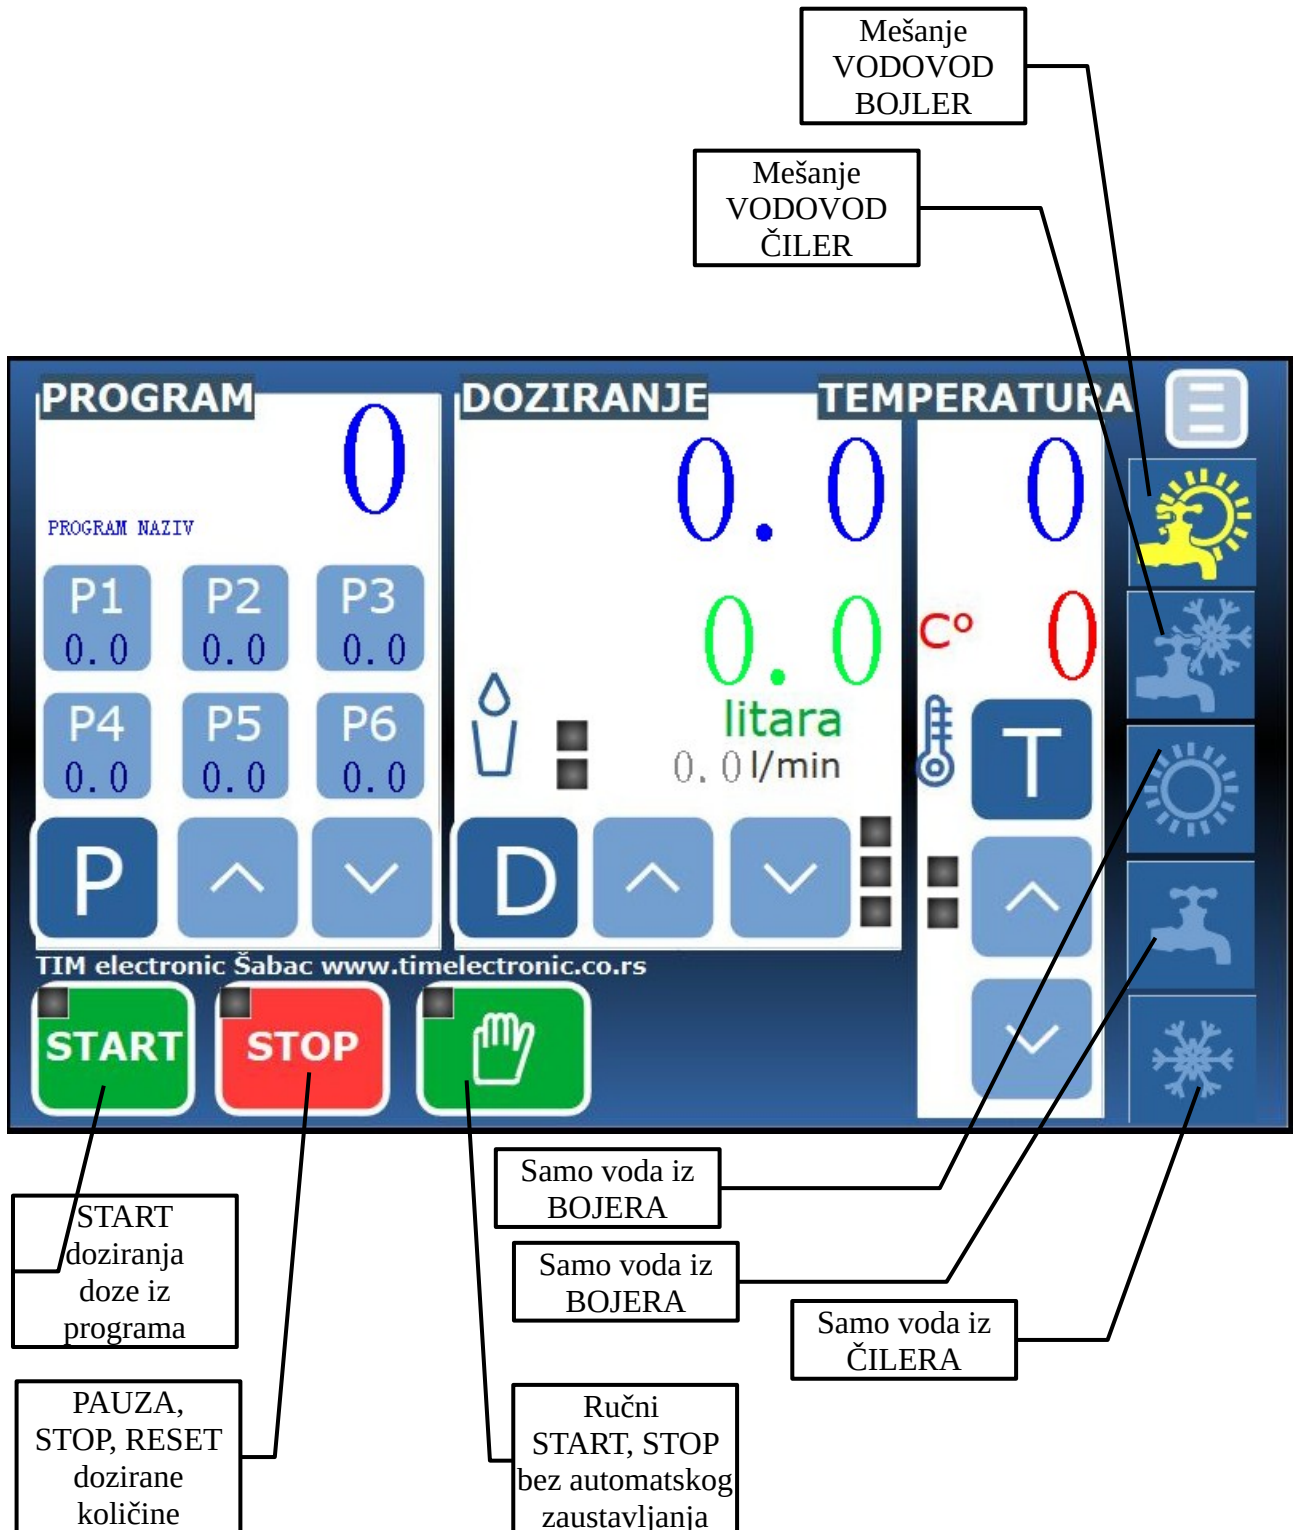 Mešanje
VODOVOD
BOJLER
Mešanje
VODOVOD
ČILER
PROGRAM
DOZIRANJE
TEMPERATURA
0
0.0
0
PROGRAM NAZIV
P1
0.0
P2
0.0
P3
0.0
P4
0.0
P5
0.0
P6
0.0
0.0
litara
0.0 l/min
C° 0
T
P
D
TIM electronic Šabac www.timelectronic.co.rs
START
STOP
Samo voda iz
BOJERA
START
doziranja
doze iz
programa
Samo voda iz
BOJERA
Samo voda iz
ČILERA
PAUZA,
STOP, RESET
dozirane
količine
Ručni
START, STOP
bez automatskog
zaustavljanja